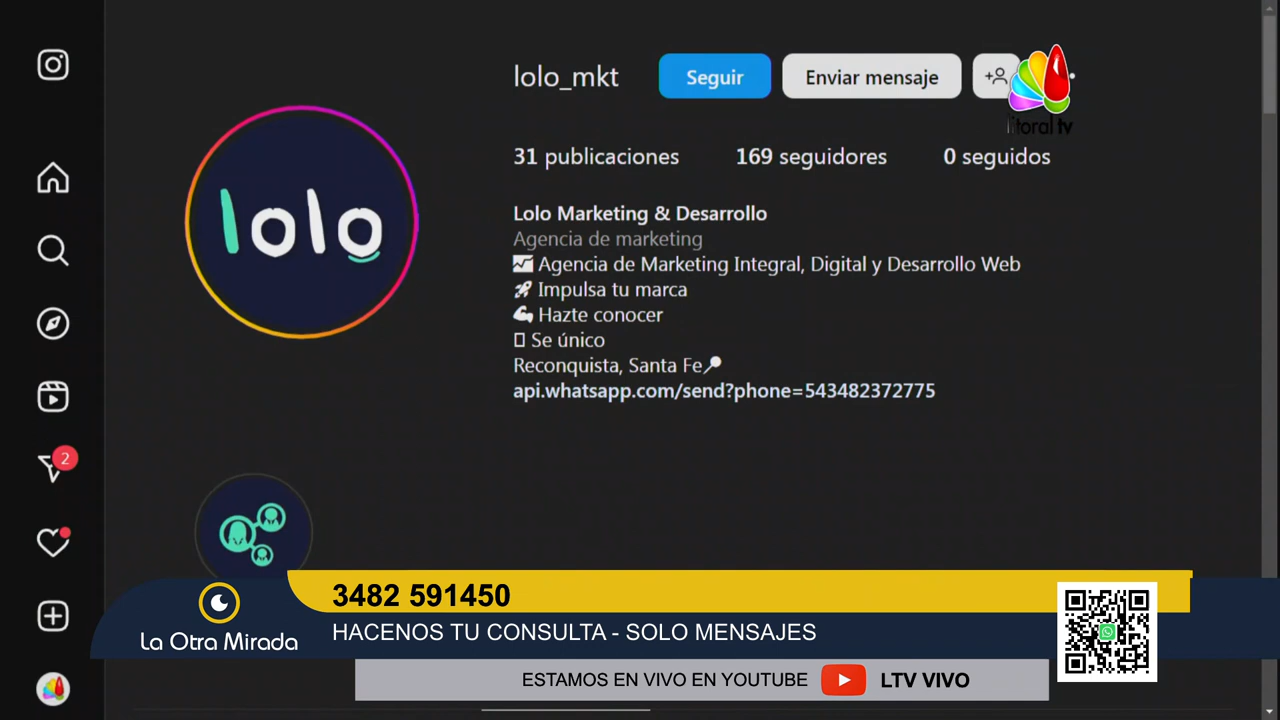 lolo_mkt
Seguir
Enviar mensaje
litoral tv
31 publicaciones
169 seguidores
0 seguidos
lolo
Lolo Marketing & Desarrollo
Agencia de marketing
Agencia de Marketing Integral, Digital y Desarrollo Web
Impulsa tu marca
Hazte conocer
Se único
Reconquista, Santa Fe
api.whatsapp.com/send?phone=543482372775
2
3482 591450
HACENOS TU CONSULTA - SOLO MENSAJES
La Otra Mirada
ESTAMOS EN VIVO EN YOUTUBE
LTV VIVO